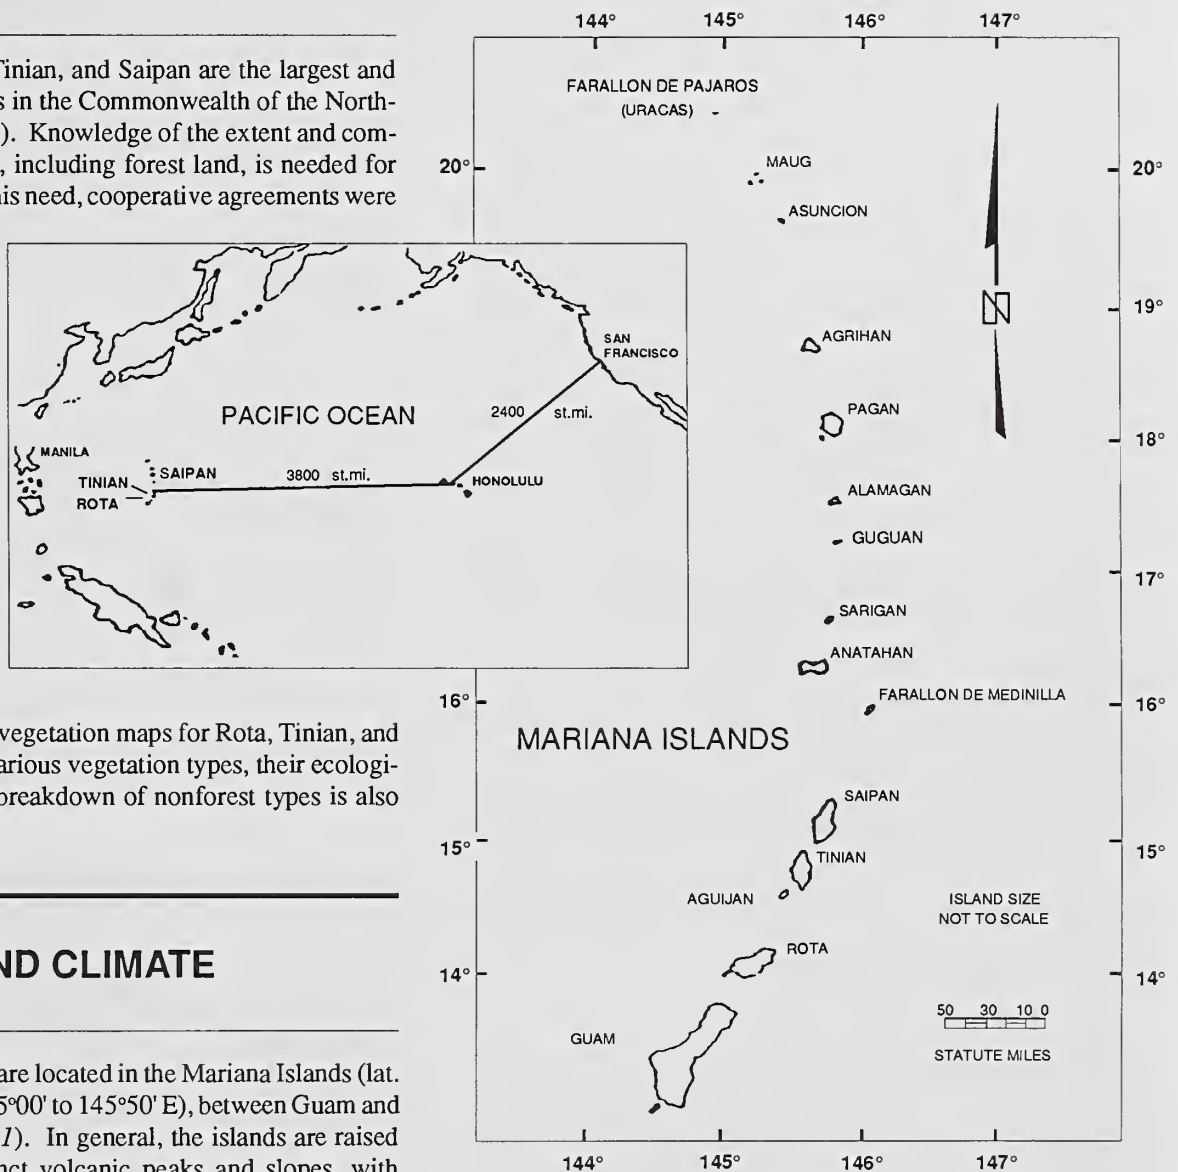 Tinian, and Saipan are the largest and
s in the Commonwealth of the North-
). Knowledge of the extent and com-
, including forest land, is needed for
his need, cooperative agreements were
PACIFIC OCEAN
SAN
FRANCISCO
2400 st.mi.
MANILA
TINIAN
SAIPAN
ROTA
3800 st.mi.
HONOLULU
vegetation maps for Rota, Tinian, and
arious vegetation types, their ecologi-
breakdown of nonforest types is also
ND CLIMATE
are located in the Mariana Islands (lat.
5°00' to 145°50' E), between Guam and
1). In general, the islands are raised
nct volcanic peaks and slopes, with
144° 145° 146° 147°
FARALLON DE PAJAROS
(URACAS)
MAUG
20° 20°
ASUNCION
N
19°
AGRIHAN
PAGAN
18°
ALAMAGAN
GUGUAN
17°
SARIGAN
ANATAHAN
FARALLON DE MEDINILLA
16° 16°
MARIANA ISLANDS
SAIPAN
15° 15°
TINIAN
AGUIJAN
ISLAND SIZE
NOT TO SCALE
ROTA
14° 14°
50 30 10 0
STATUTE MILES
GUAM
144° 145° 146° 147°